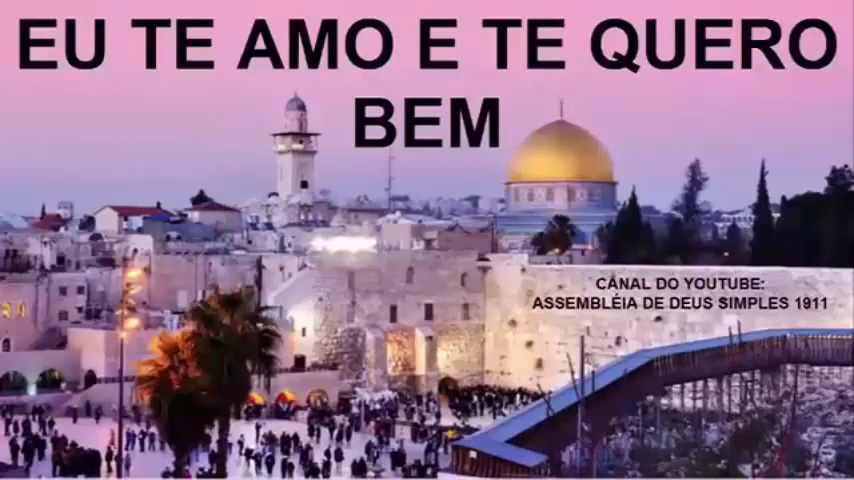 EU TE AMO E TE QUERO
BEM
CANAL DO YOUTUBE:
ASSEMBLÉIA DE DEUS SIMPLES 1911